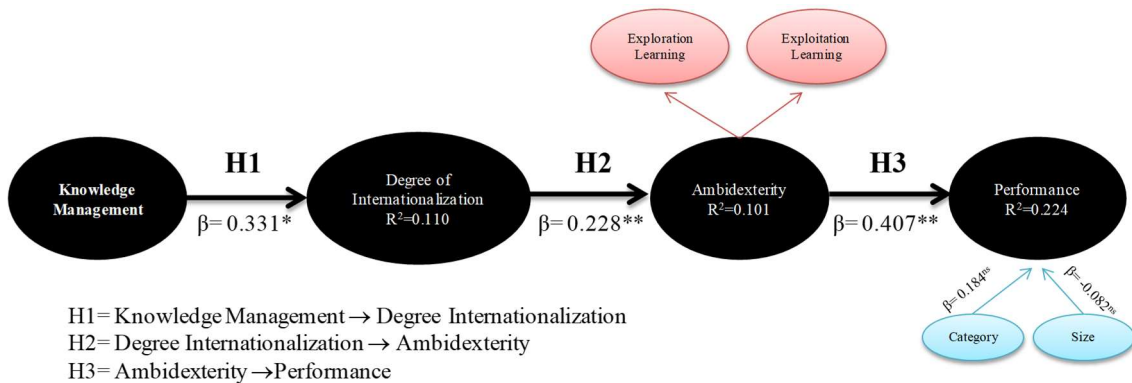 Exploration
Learning
Exploitation
Learning
H1
H2
H3
Knowledge
Management
Degree of
Internationalization
R²=0.110
Ambidexterity
R²=0.101
Performance
R²=0.224
β= 0.331*
β= 0.228**
β= 0.407**
β= 0.184ⁿˢ
β= -0.082ⁿˢ
Category
Size
H1= Knowledge Management → Degree Internationalization
H2= Degree Internationalization → Ambidexterity
H3= Ambidexterity →Performance